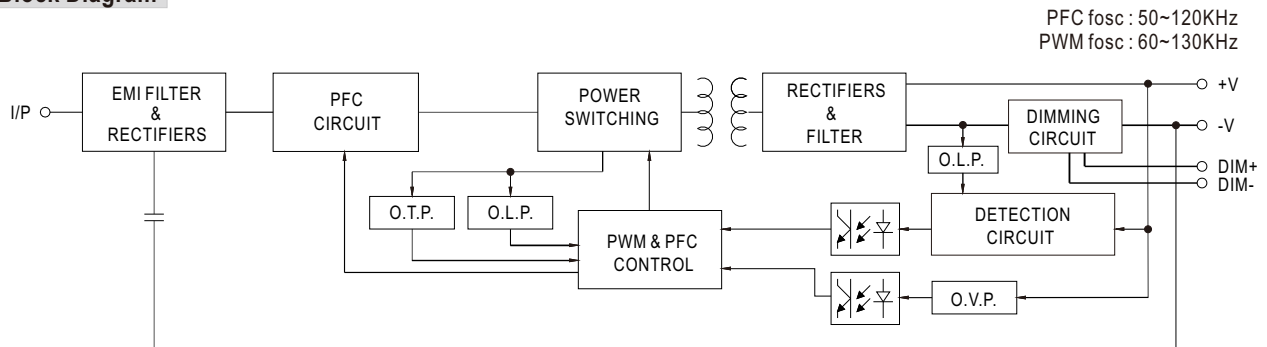 Block Diagram
PFC fosc : 50~120KHz
PWM fosc : 60~130KHz
I/P
EMI FILTER
&
RECTIFIERS
PFC
CIRCUIT
POWER
SWITCHING
RECTIFIERS
&
FILTER
DIMMING
CIRCUIT
+V
-V
DIM+
DIM-
O.L.P.
O.T.P.
O.L.P.
PWM & PFC
CONTROL
DETECTION
CIRCUIT
O.V.P.